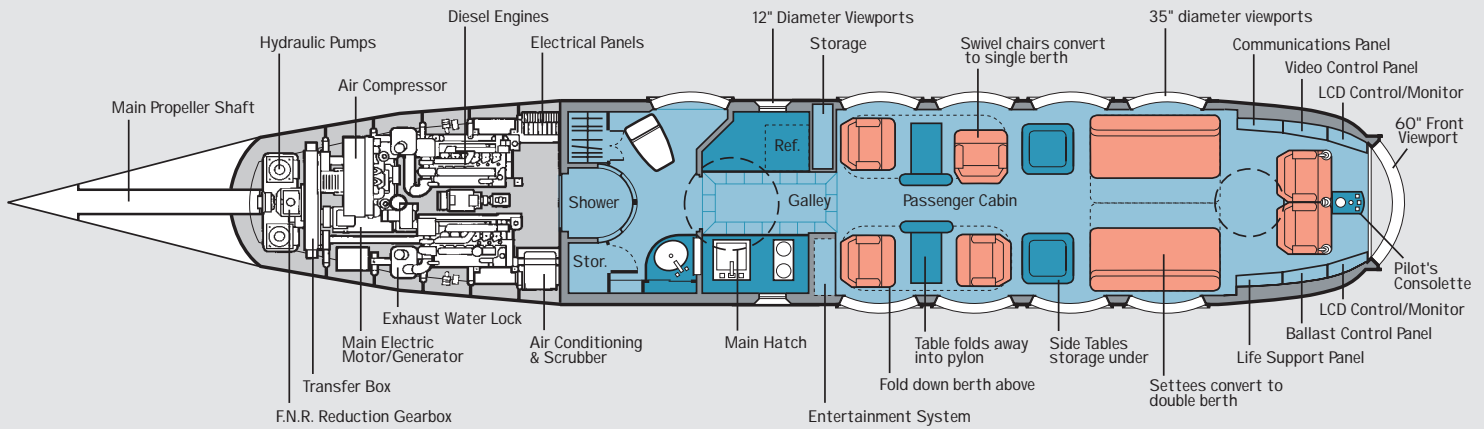 Diesel Engines
12" Diameter Viewports
35" diameter viewports
Hydraulic Pumps
Electrical Panels
Storage
Swivel chairs convert
to single berth
Communications Panel
Air Compressor
Video Control Panel
Main Propeller Shaft
LCD Control/Monitor
60" Front
Viewport
Ref.
Shower
Galley
Passenger Cabin
Stor.
Pilot's
Consolette
Exhaust Water Lock
LCD Control/Monitor
Main Electric
Motor/Generator
Air Conditioning
& Scrubber
Main Hatch
Table folds away
into pylon
Side Tables
storage under
Ballast Control Panel
Life Support Panel
Transfer Box
Fold down berth above
Settees convert to
double berth
F.N.R. Reduction Gearbox
Entertainment System